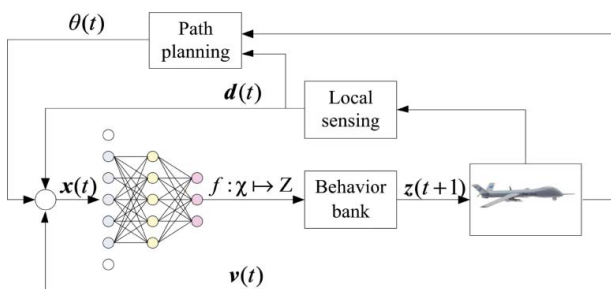 θ(t)
Path
planning
d(t)
Local
sensing
x(t)
f : χ ↦ Z
Behavior
bank
z(t+1)
v(t)